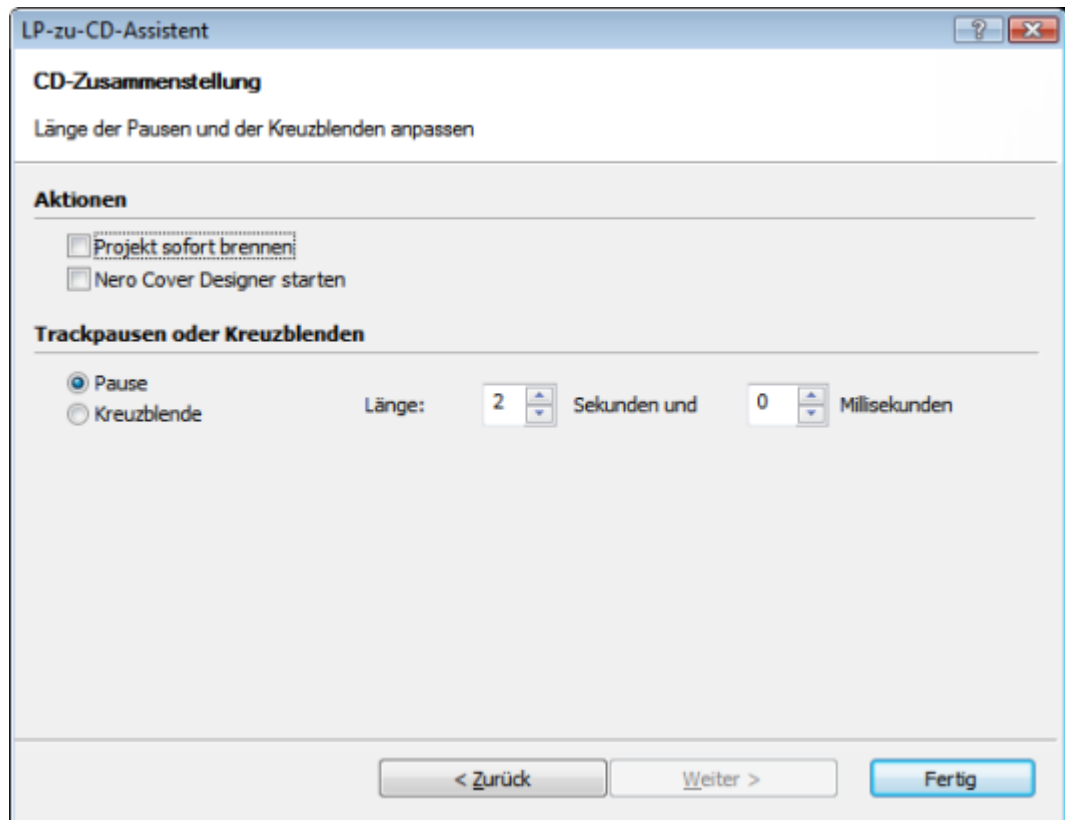 LP-zu-CD-Assistent
CD-Zusammenstellung
Länge der Pausen und der Kreuzblenden anpassen
Aktionen
Projekt sofort brennen
Nero Cover Designer starten
Trackpausen oder Kreuzblenden
Pause
Kreuzblende
Länge: 2 Sekunden und 0 Millisekunden
< Zurück Weiter > Fertig